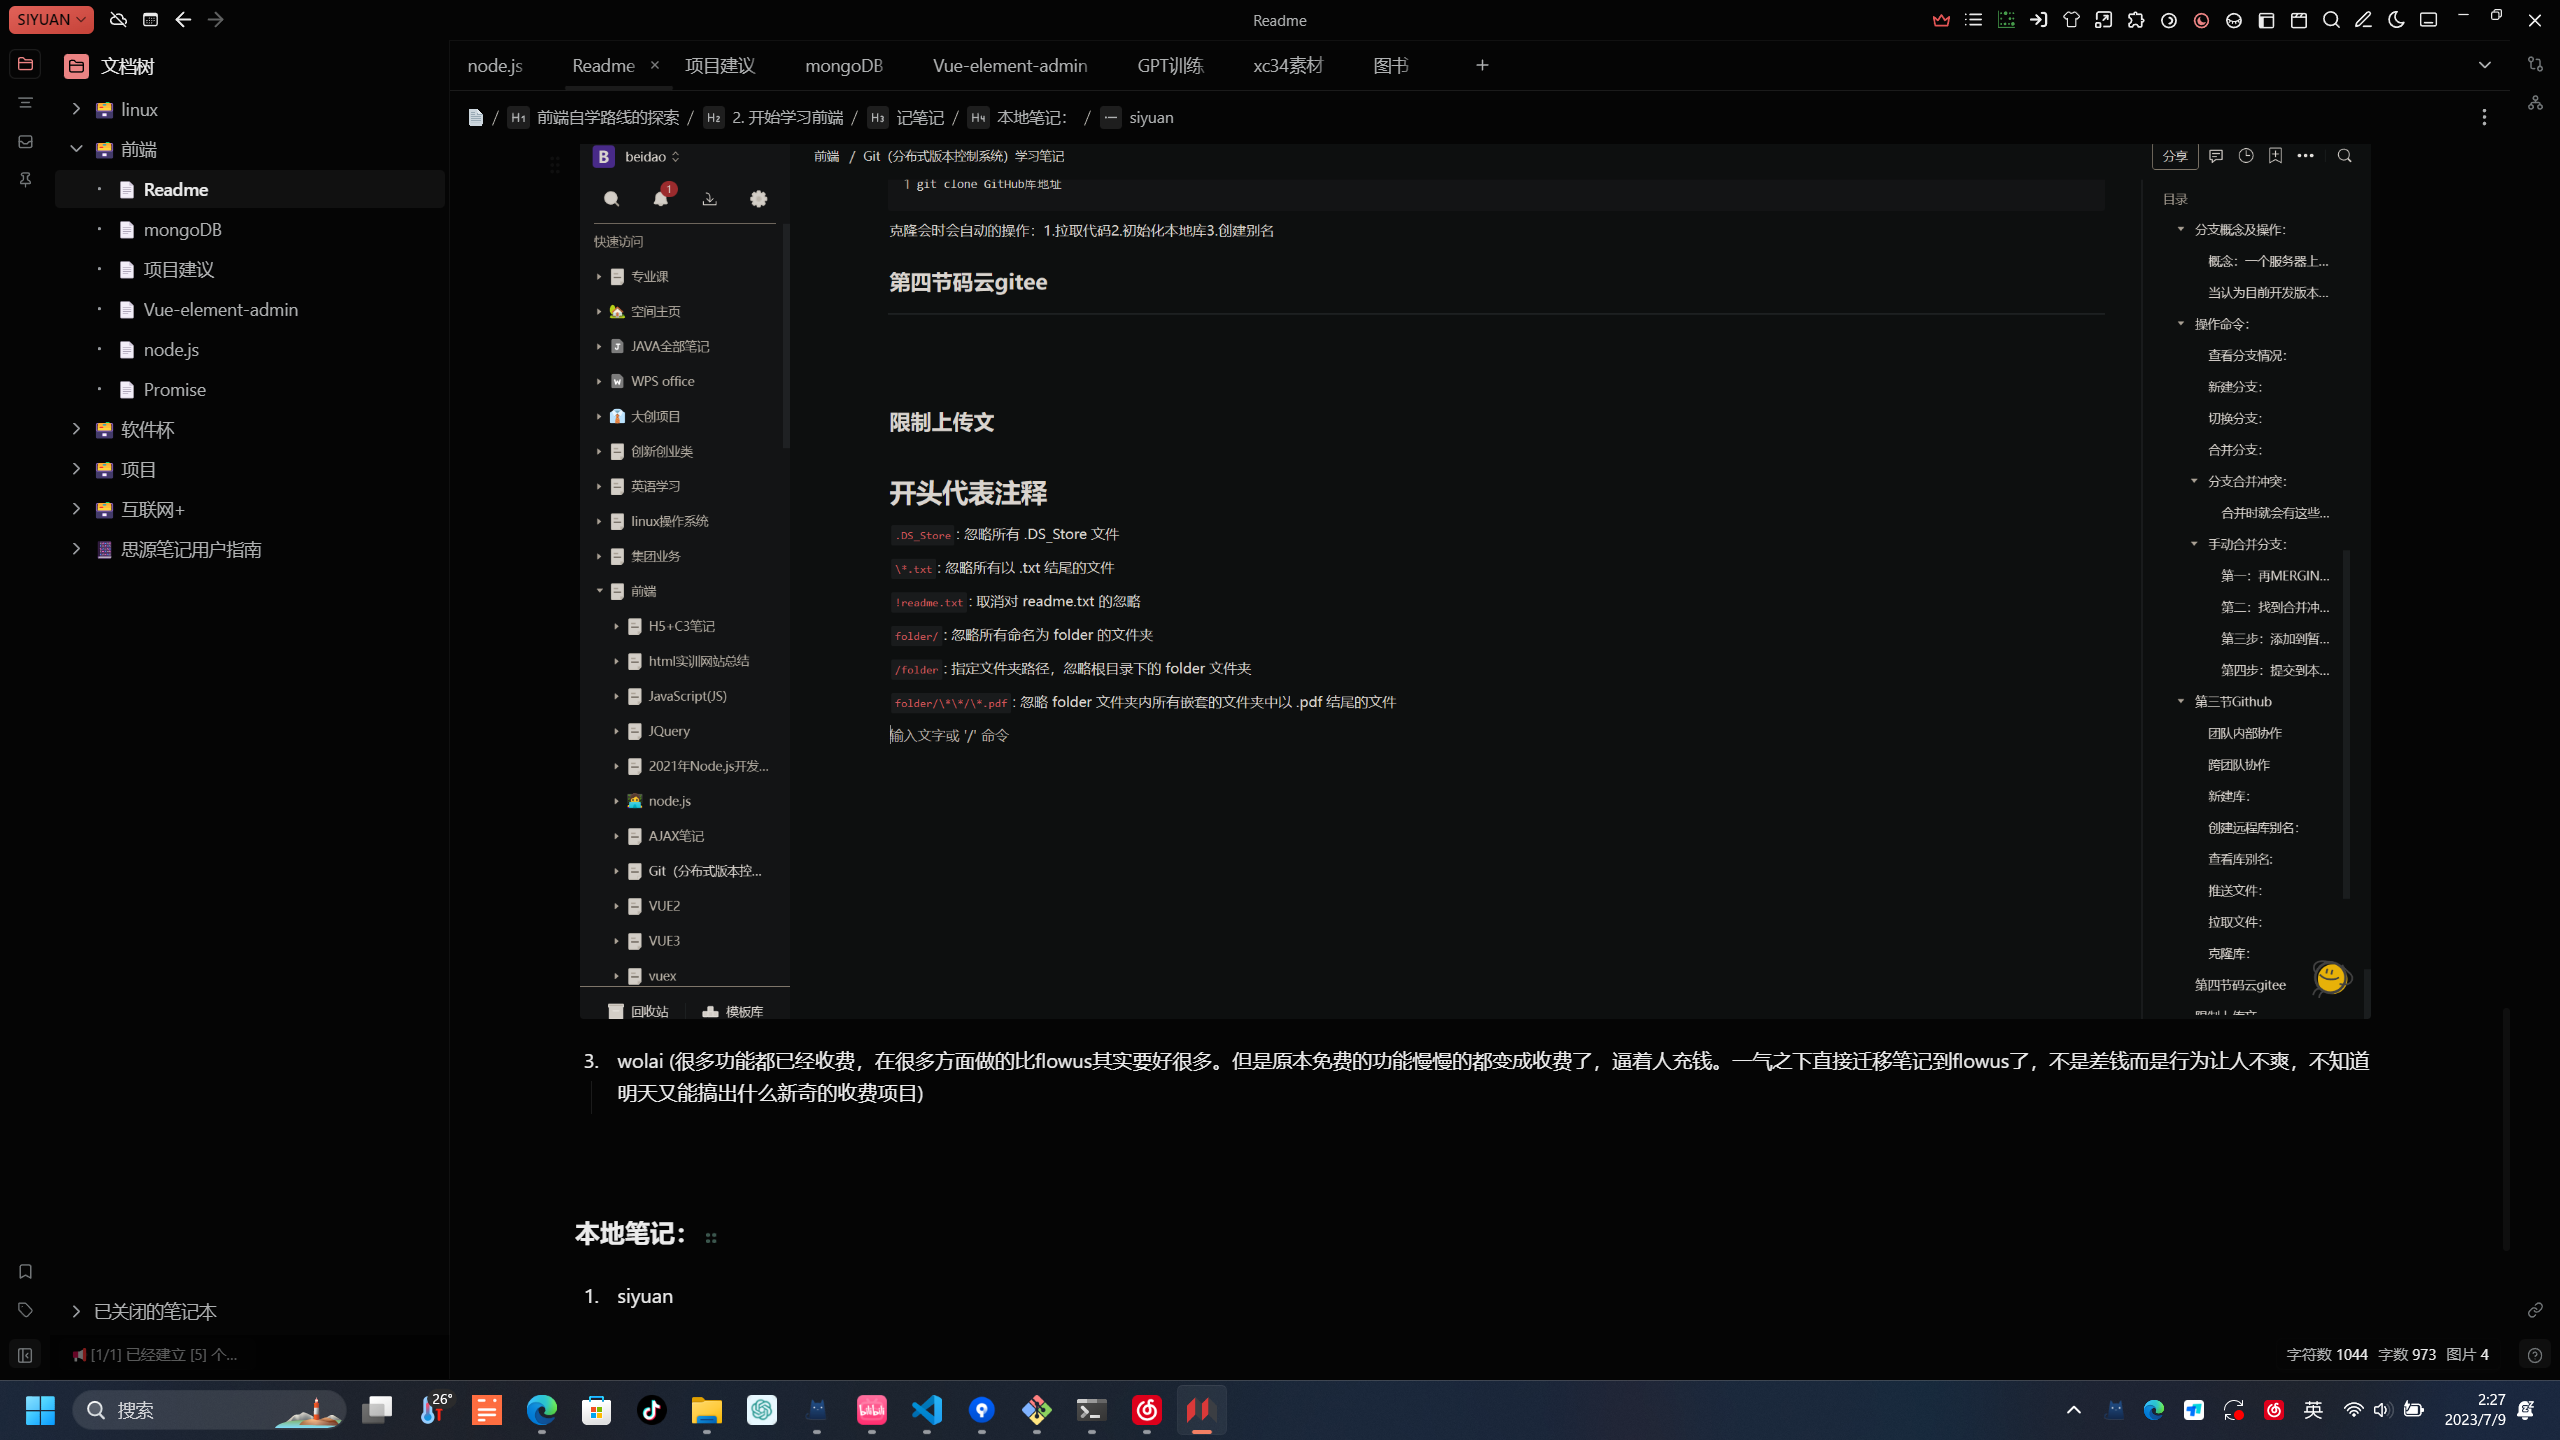 SIYUAN
Readme
文档树
linux
前端
Readme
mongoDB
项目建议
Vue-element-admin
node.js
Promise
软件杯
项目
互联网+
思源笔记用户指南
已关闭的笔记本
[1/1] 已经建立 [5] 个...
node.js
Readme
项目建议
mongoDB
Vue-element-admin
GPT训练
xc34素材
图书
/ H1 前端自学路线的探索 / H2 2. 开始学习前端 / H3 记笔记 / H4 本地笔记： / siyuan
B beidao
1
快速访问
专业课
空间主页
JAVA全部笔记
WPS office
大创项目
创新创业类
英语学习
linux操作系统
集团业务
前端
H5+C3笔记
html实训网站总结
JavaScript(JS)
JQuery
2021年Node.js开发...
node.js
AJAX笔记
Git（分布式版本控...
VUE2
VUE3
vuex
回收站
模板库
前端 / Git（分布式版本控制系统）学习笔记
分享
1 git clone GitHub库地址
克隆会时会自动的操作：1.拉取代码2.初始化本地库3.创建别名
第四节码云gitee
限制上传文
开头代表注释
.DS_Store : 忽略所有 .DS_Store 文件
\*.txt : 忽略所有以 .txt 结尾的文件
!readme.txt : 取消对 readme.txt 的忽略
folder/ : 忽略所有命名为 folder 的文件夹
/folder : 指定文件夹路径，忽略根目录下的 folder 文件夹
folder/\*\*/\*.pdf : 忽略 folder 文件夹内所有嵌套的文件夹中以 .pdf 结尾的文件
输入文字或 '/' 命令
目录
分支概念及操作：
概念：一个服务器上...
当认为目前开发版本...
操作命令：
查看分支情况：
新建分支：
切换分支：
合并分支：
分支合并冲突：
合并时就会有这些...
手动合并分支：
第一：再MERGIN...
第二：找到合并冲...
第三步：添加到暂...
第四步：提交到本...
第三节Github
团队内部协作
跨团队协作
新建库：
创建远程库别名：
查看库别名:
推送文件：
拉取文件：
克隆库：
第四节码云gitee
限制上传文
3. wolai (很多功能都已经收费，在很多方面做的比flowus其实要好很多。但是原本免费的功能慢慢的都变成收费了，逼着人充钱。一气之下直接迁移笔记到flowus了，不是差钱而是行为让人不爽，不知道
明天又能搞出什么新奇的收费项目)
本地笔记：
1. siyuan
字符数 1044 字数 973 图片 4
搜索
26°
bilibili
英
2:27
2023/7/9